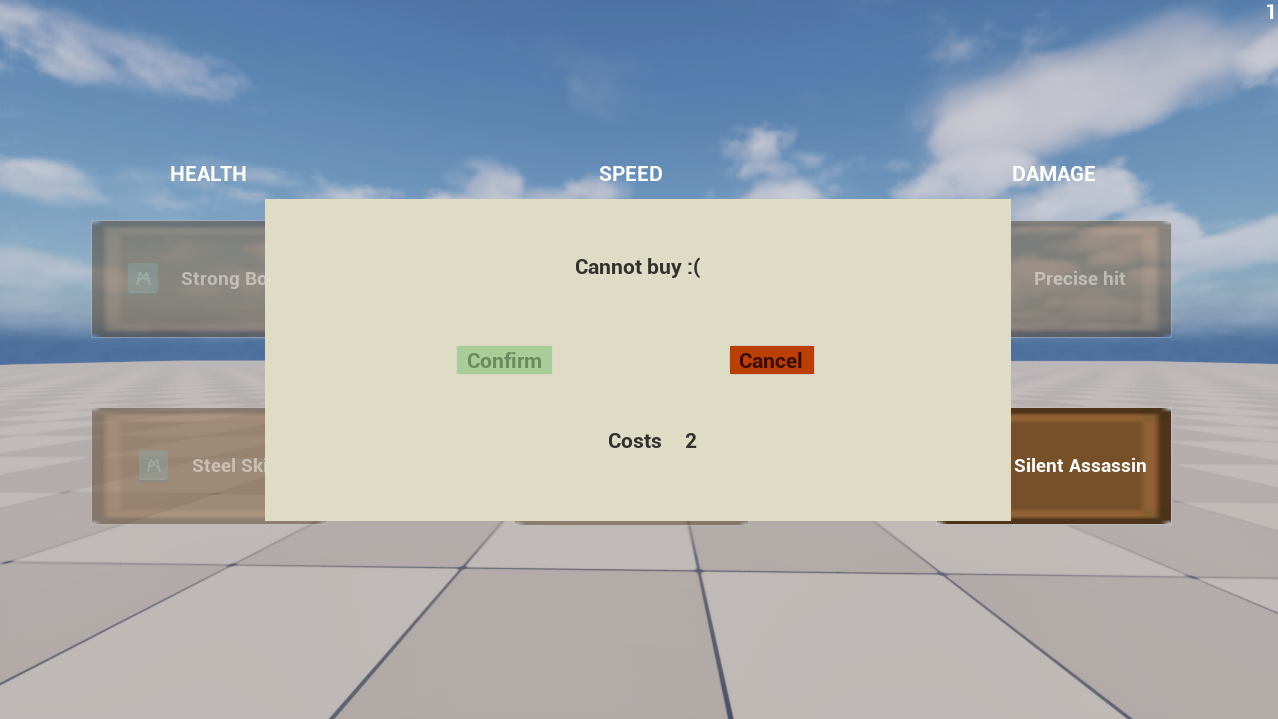 1
HEALTH
SPEED
DAMAGE
Cannot buy :(
Strong Bo
Precise hit
Confirm
Cancel
Costs 2
Steel Ski
Silent Assassin